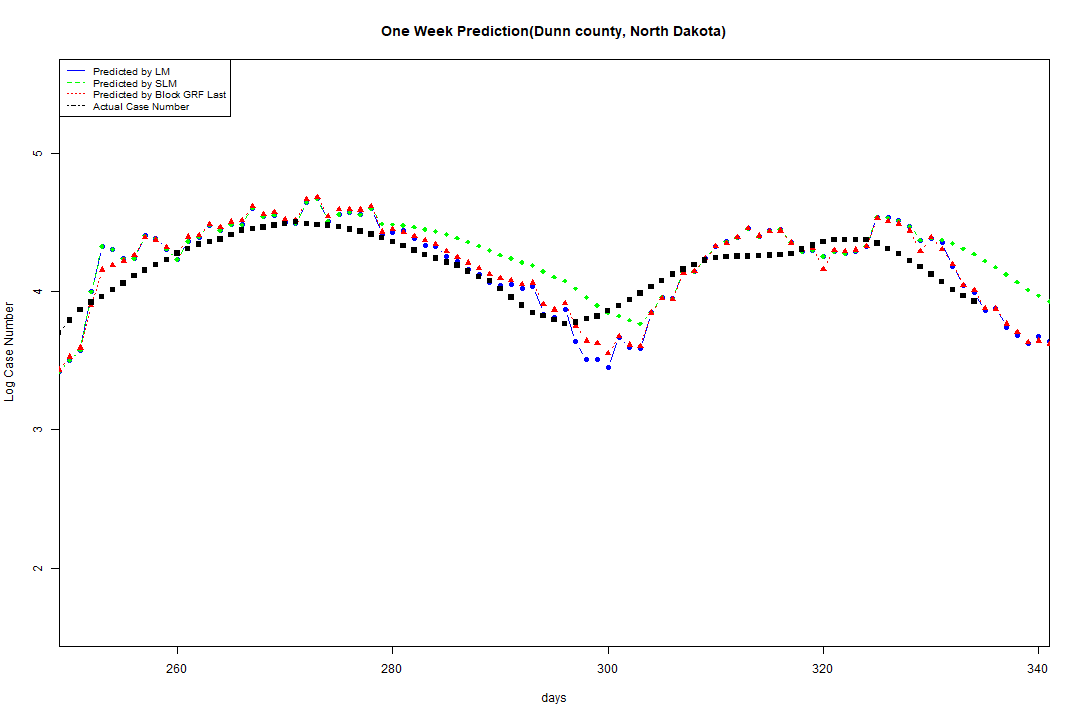 One Week Prediction(Dunn county, North Dakota)
Predicted by LM
Predicted by SLM
Predicted by Block GRF Last
Actual Case Number
5
4
3
2
Log Case Number
260 280 300 320 340
days